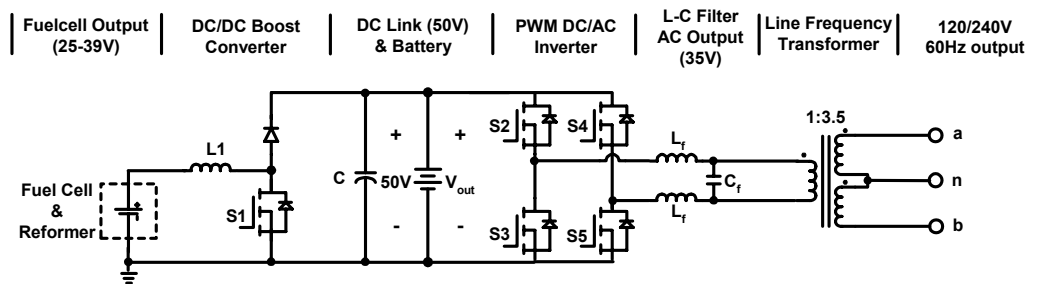 Fuelcell Output
(25-39V)
DC/DC Boost
Converter
DC Link (50V)
& Battery
PWM DC/AC
Inverter
L-C Filter
AC Output
(35V)
Line Frequency
Transformer
120/240V
60Hz output
L1
Fuel Cell
&
Reformer
S1
C
+
-
50V
+
-
Vout
S2
S4
S3
S5
Lf
Cf
Lf
1:3.5
a
n
b